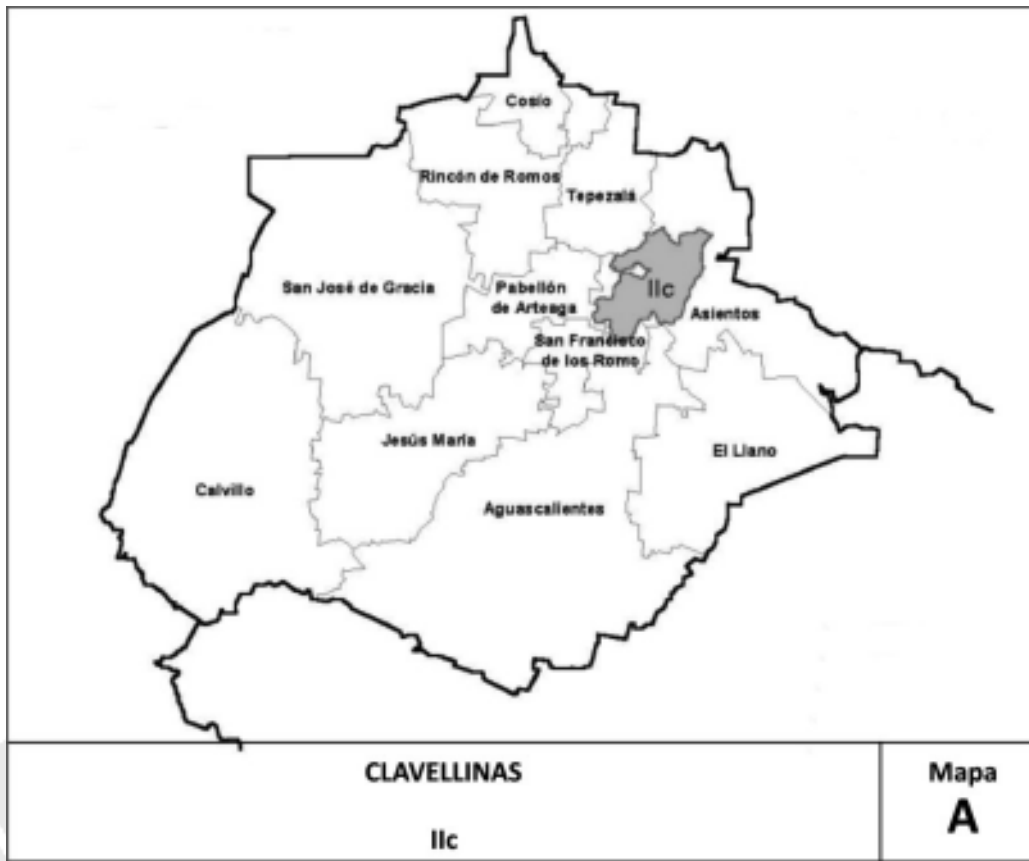 Cosío
Rincón de Romos
Tepezalá
San José de Gracia
Pabellón
de Arteaga
IIc
Asientos
San Francisco
de los Romo
Jesús María
El Llano
Calvillo
Aguascalientes
CLAVELLINAS
IIc
Mapa
A